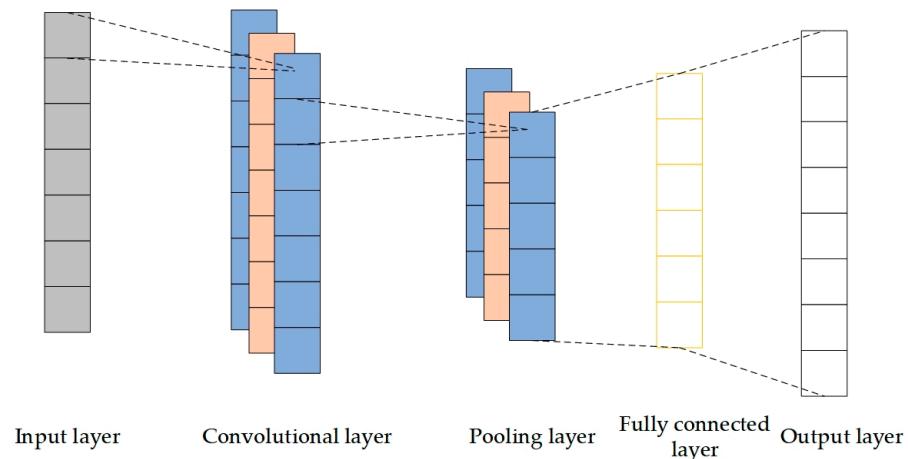 Input layer
Convolutional layer
Pooling layer
Fully connected
layer
Output layer